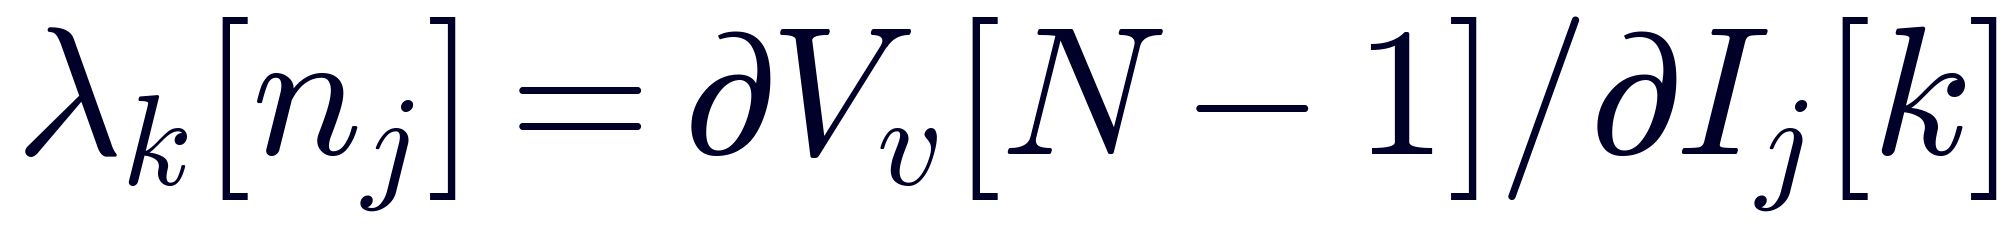 λ_k[n_j] = ∂V_v[N − 1]/∂I_j[k]